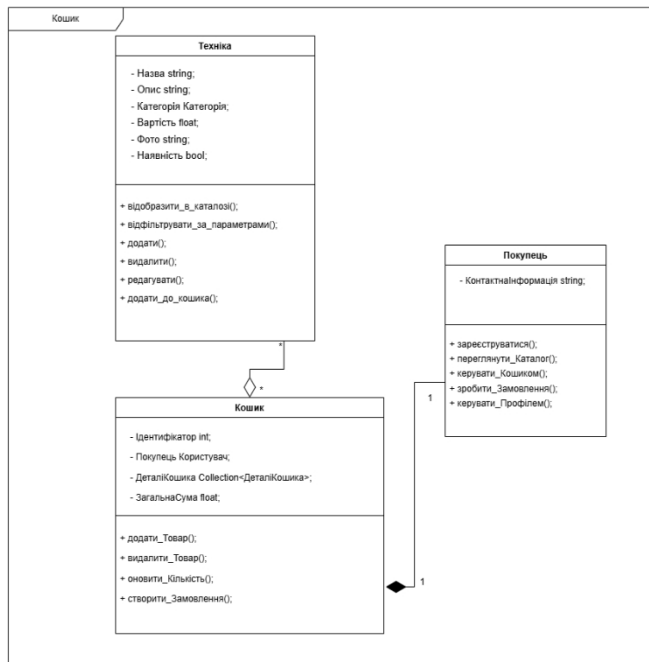 Кошик
Техніка
- Назва string;
- Опис string;
- Категорія Категорія;
- Вартість float;
- Фото string;
- Наявність bool;
+ відобразити_в_каталозі();
+ відфільтрувати_за_параметрами();
+ додати();
+ видалити();
+ редагувати();
+ додати_до_кошика();
*
*
Покупець
- КонтактнаІнформація string;
+ зареєструватися();
+ переглянути_Каталог();
+ керувати_Кошиком();
+ зробити_Замовлення();
+ керувати_Профілем();
1
Кошик
- Ідентифікатор int;
- Покупець Користувач;
- ДеталіКошика Collection<ДеталіКошика>;
- ЗагальнаСума float;
+ додати_Товар();
+ видалити_Товар();
+ оновити_Кількість();
+ створити_Замовлення();
1